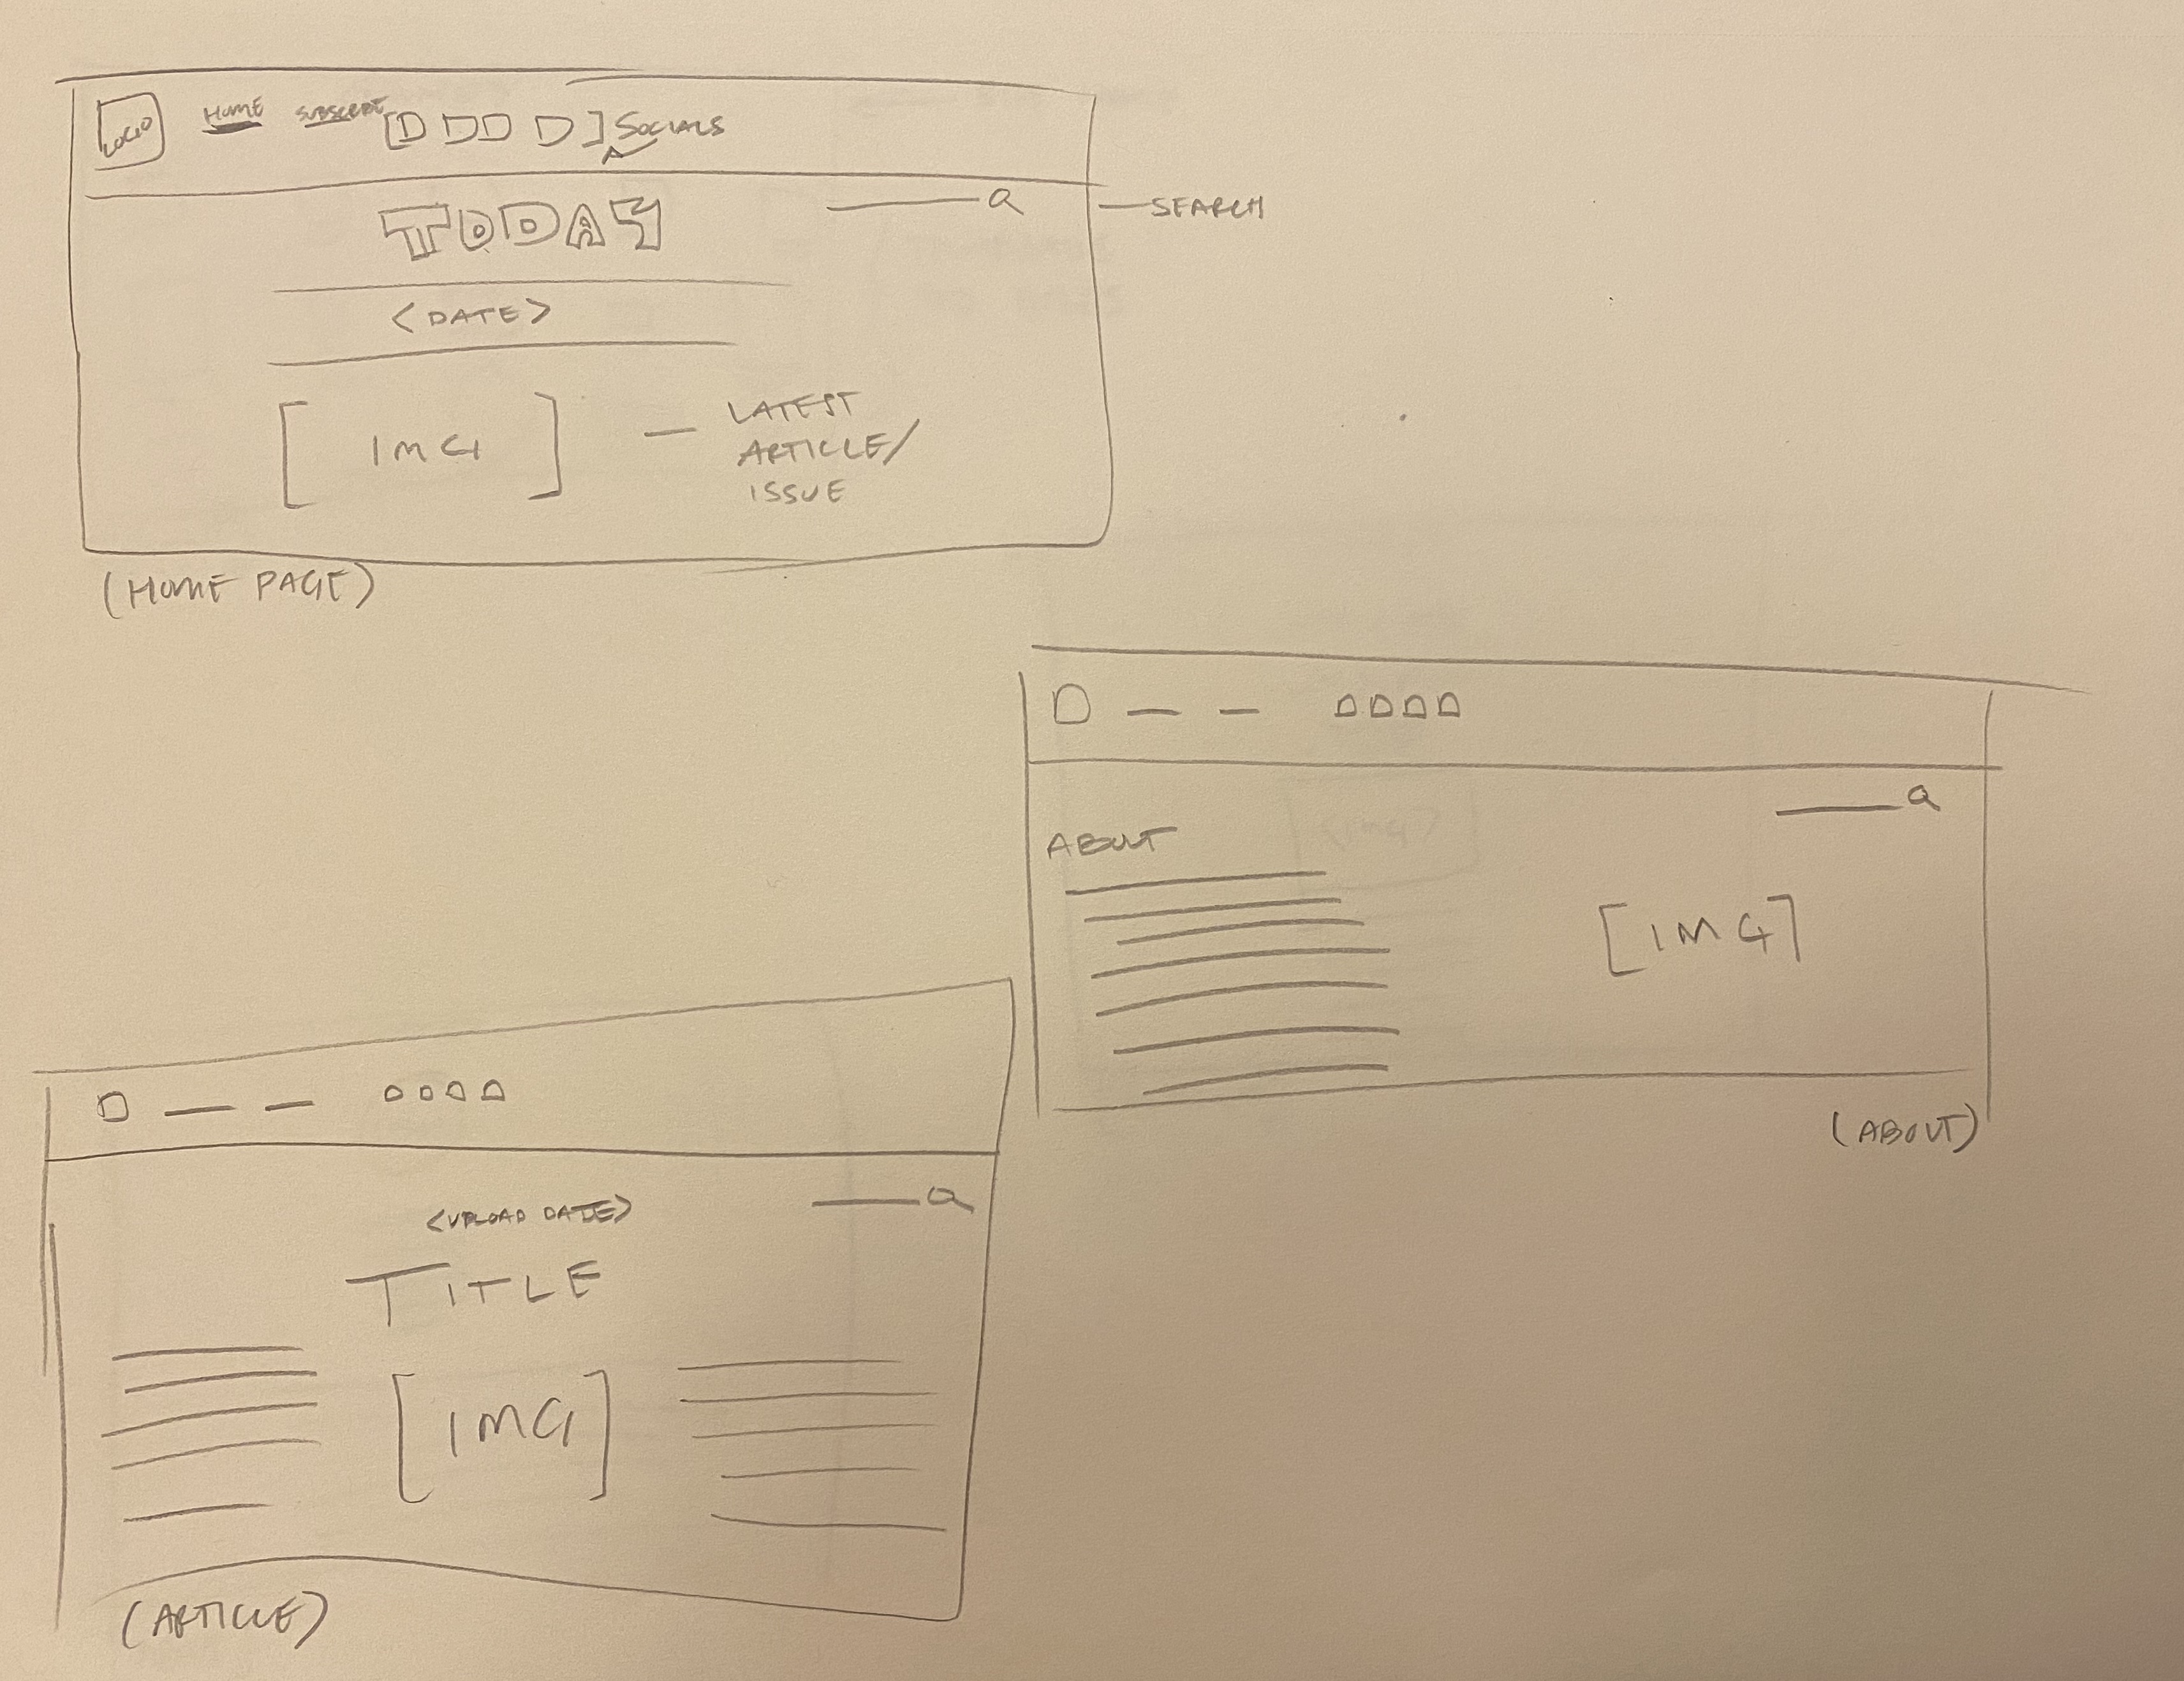 LOGO
HOME
SUBSCRIBE
[ ] SOCIALS
TODAY
SEARCH
<DATE>
[ IMG ] — LATEST
ARTICLE/
ISSUE
(HOME PAGE)
ABOUT
[IMG]
(ABOUT)
<UPLOAD DATE>
TITLE
[IMG]
(ARTICLE)